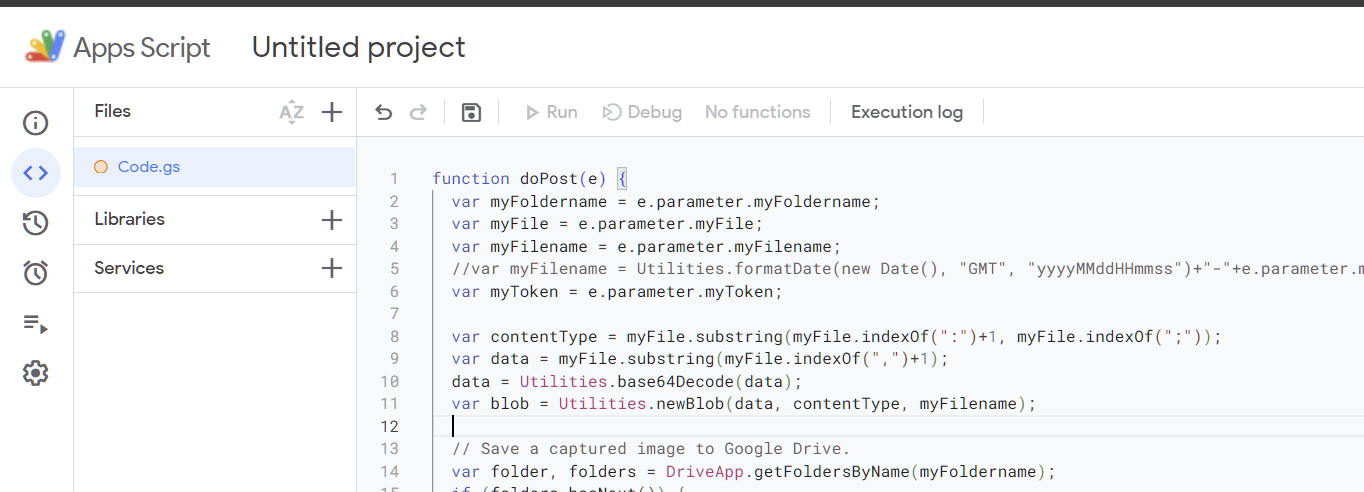 Apps Script Untitled project
Files AZ
Run Debug No functions Execution log
Code.gs
Libraries
Services
1 function doPost(e) {
2 var myFoldername = e.parameter.myFoldername;
3 var myFile = e.parameter.myFile;
4 var myFilename = e.parameter.myFilename;
5 //var myFilename = Utilities.formatDate(new Date(), "GMT", "yyyyMMddHHmmss")+"-"+e.parameter.m
6 var myToken = e.parameter.myToken;
7
8 var contentType = myFile.substring(myFile.indexOf(":")+1, myFile.indexOf(";"));
9 var data = myFile.substring(myFile.indexOf(",")+1);
10 data = Utilities.base64Decode(data);
11 var blob = Utilities.newBlob(data, contentType, myFilename);
12
13 // Save a captured image to Google Drive.
14 var folder, folders = DriveApp.getFoldersByName(myFoldername);
15 if (folders.hasNext()) {